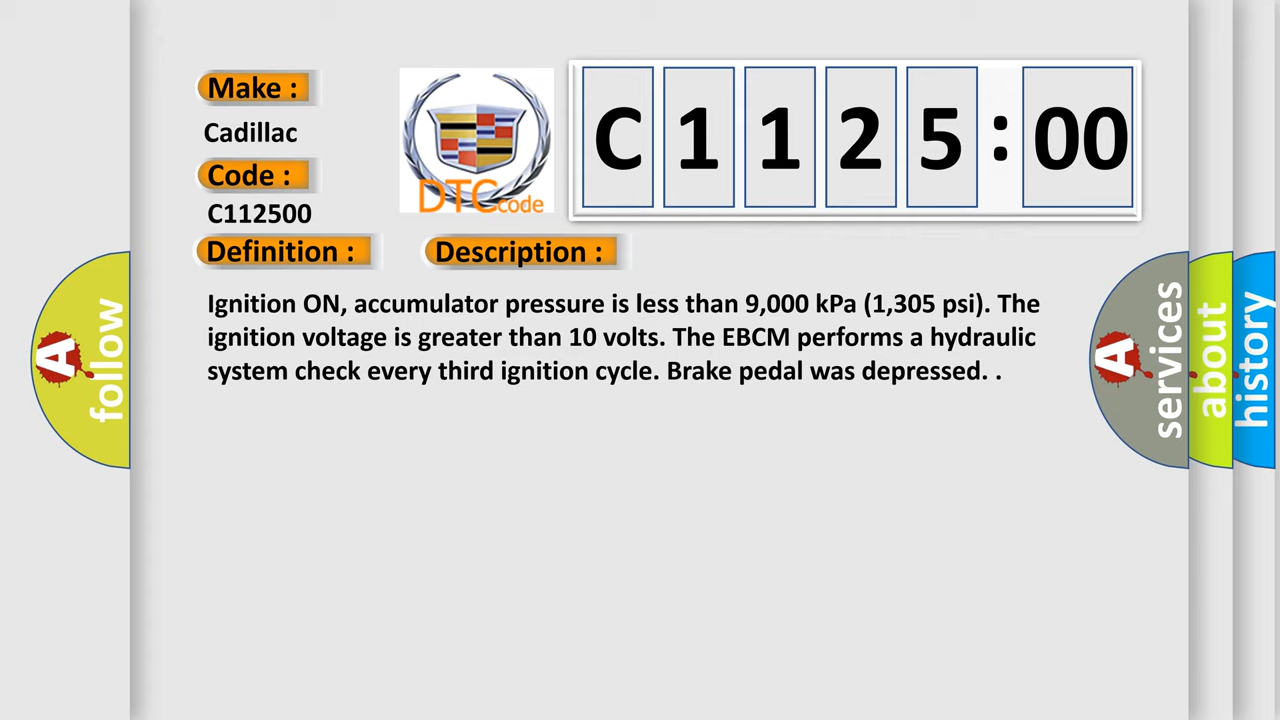 Make :
Cadillac
Code :
C112500
Definition :
Description :
DTC code
C 1 1 2 5 : 00
Ignition ON, accumulator pressure is less than 9,000 kPa (1,305 psi). The
ignition voltage is greater than 10 volts. The EBCM performs a hydraulic
system check every third ignition cycle. Brake pedal was depressed. .
A follow
A services
about
history